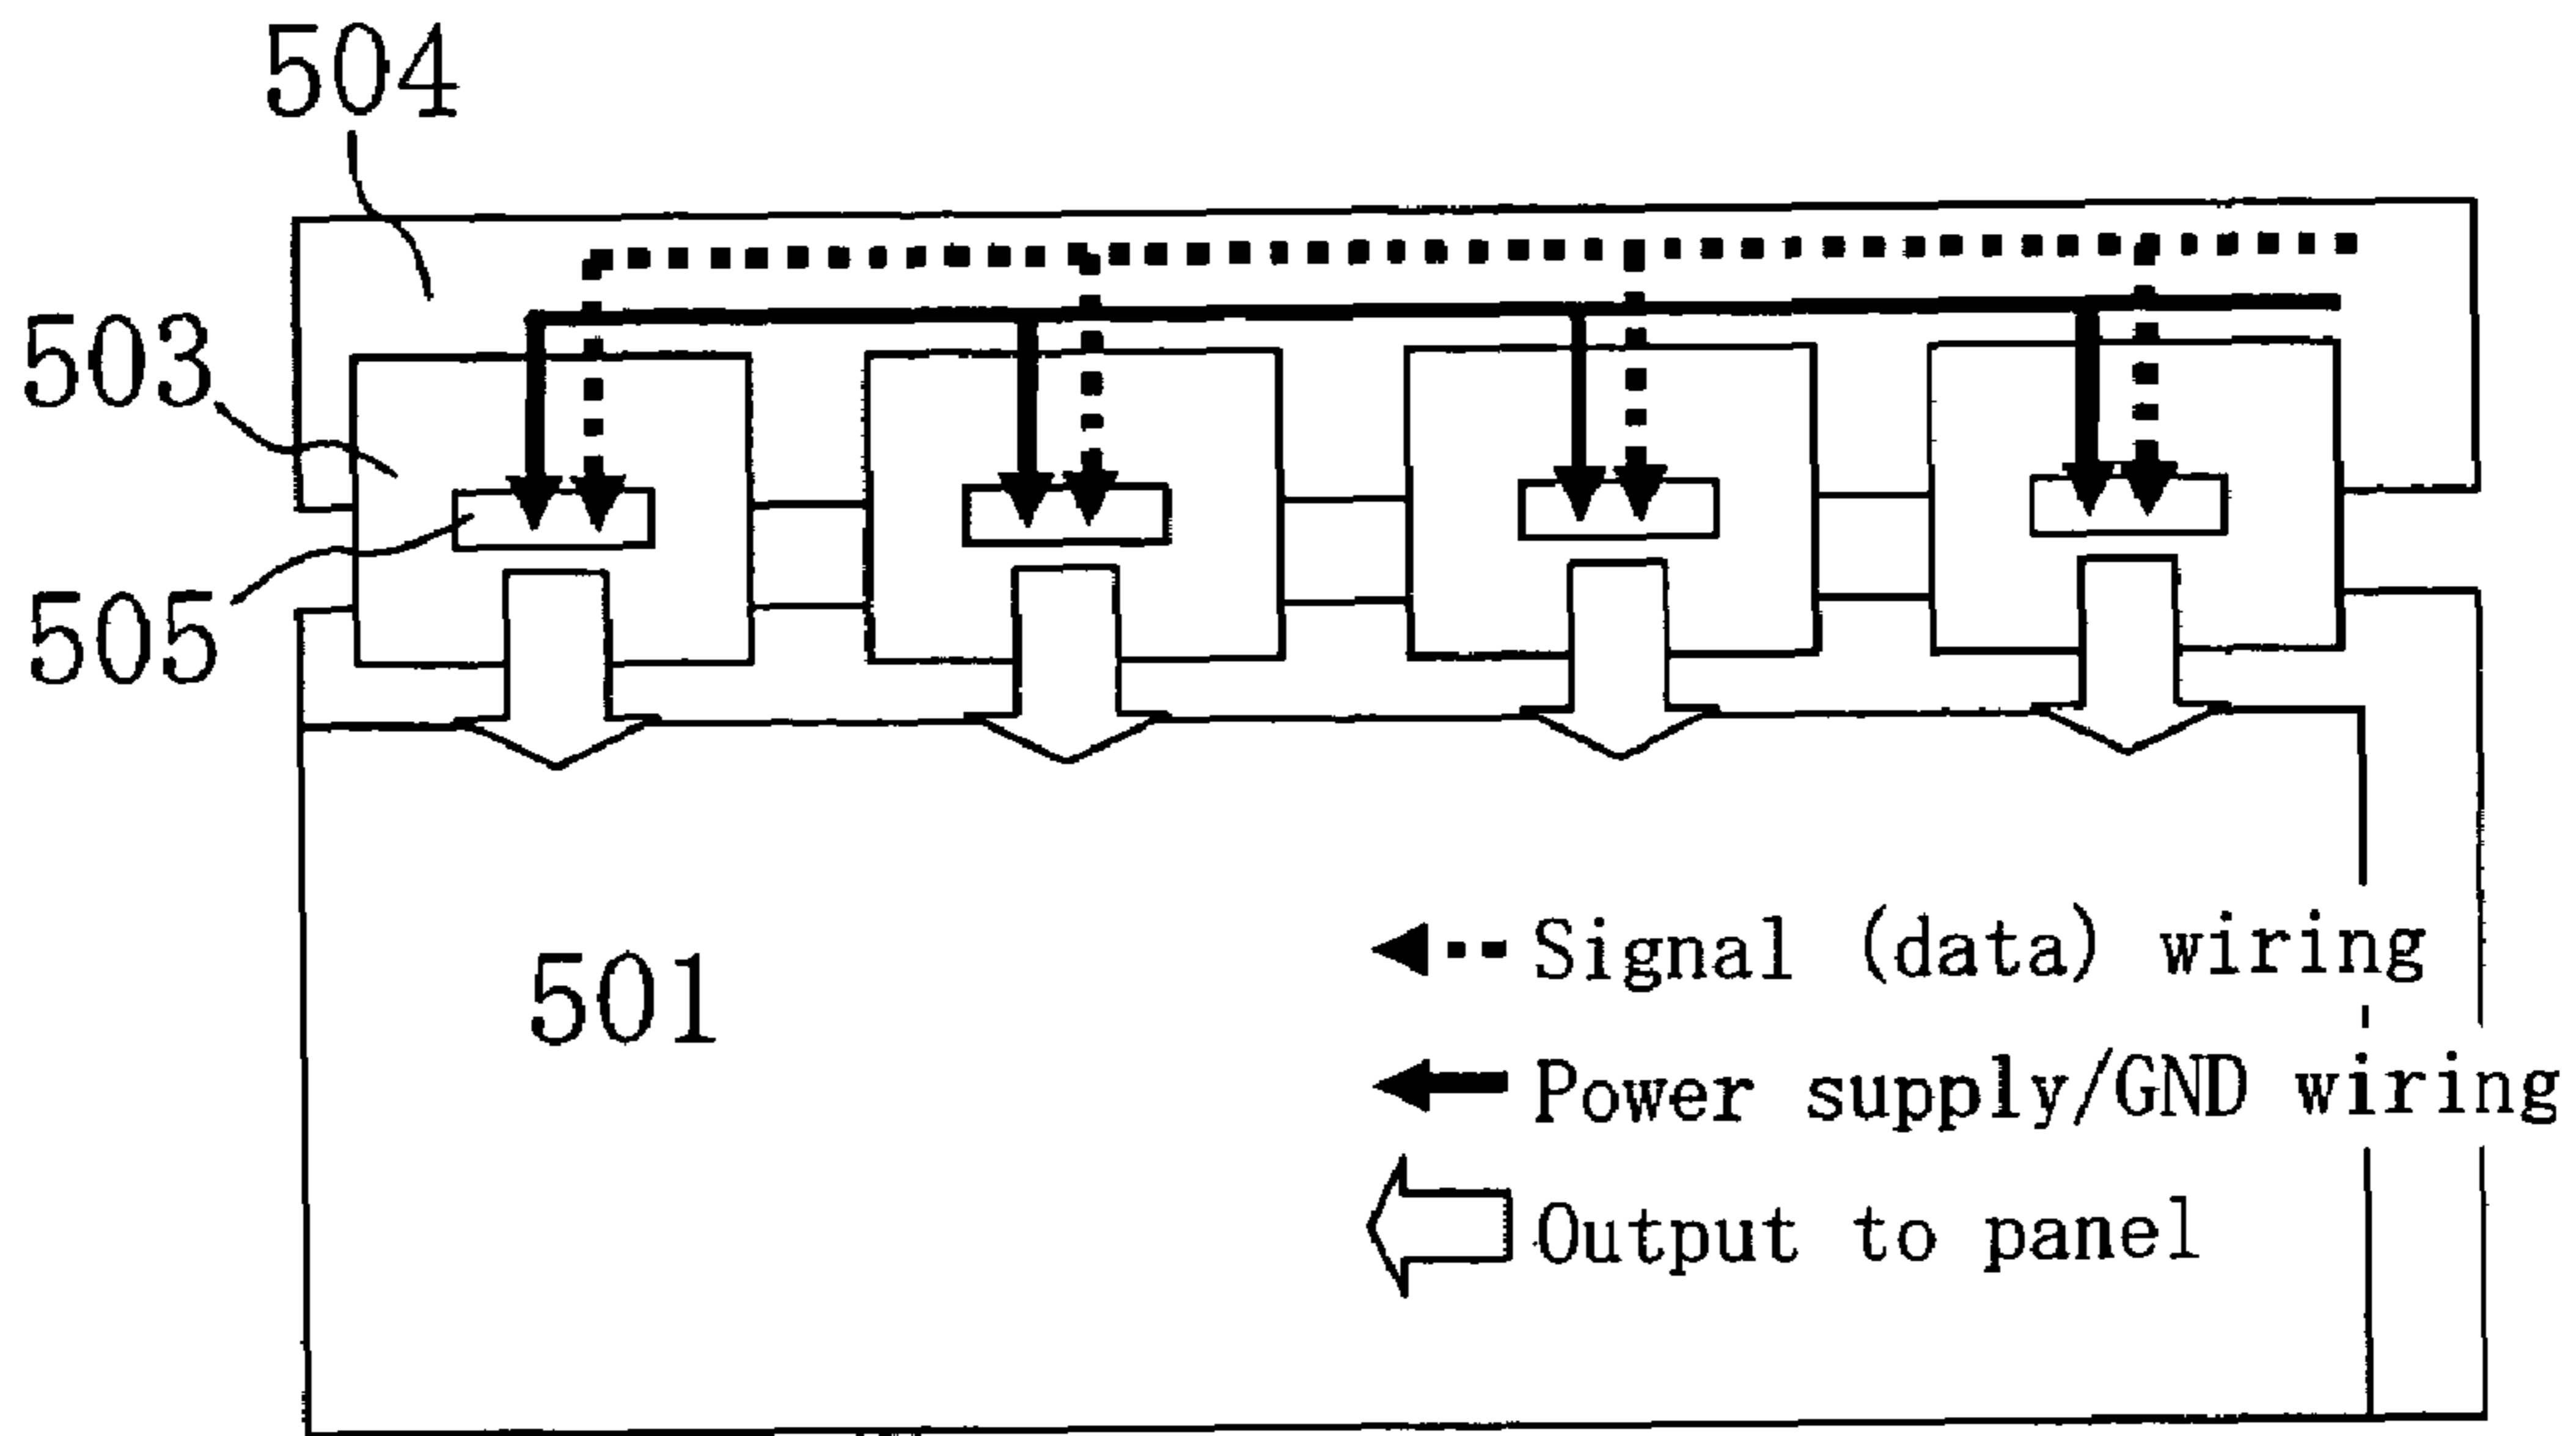 504
503
505
501
Signal (data) wiring
Power supply/GND wiring
Output to panel